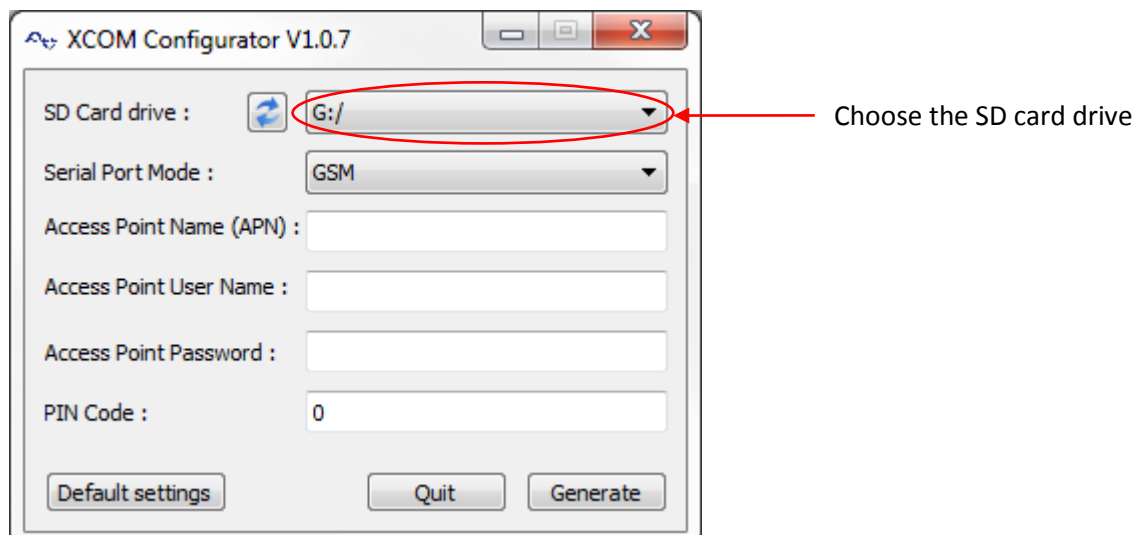 XCOM Configurator V1.0.7
SD Card drive : G:/
Choose the SD card drive
Serial Port Mode : GSM
Access Point Name (APN) :
Access Point User Name :
Access Point Password :
PIN Code : 0
Default settings Quit Generate